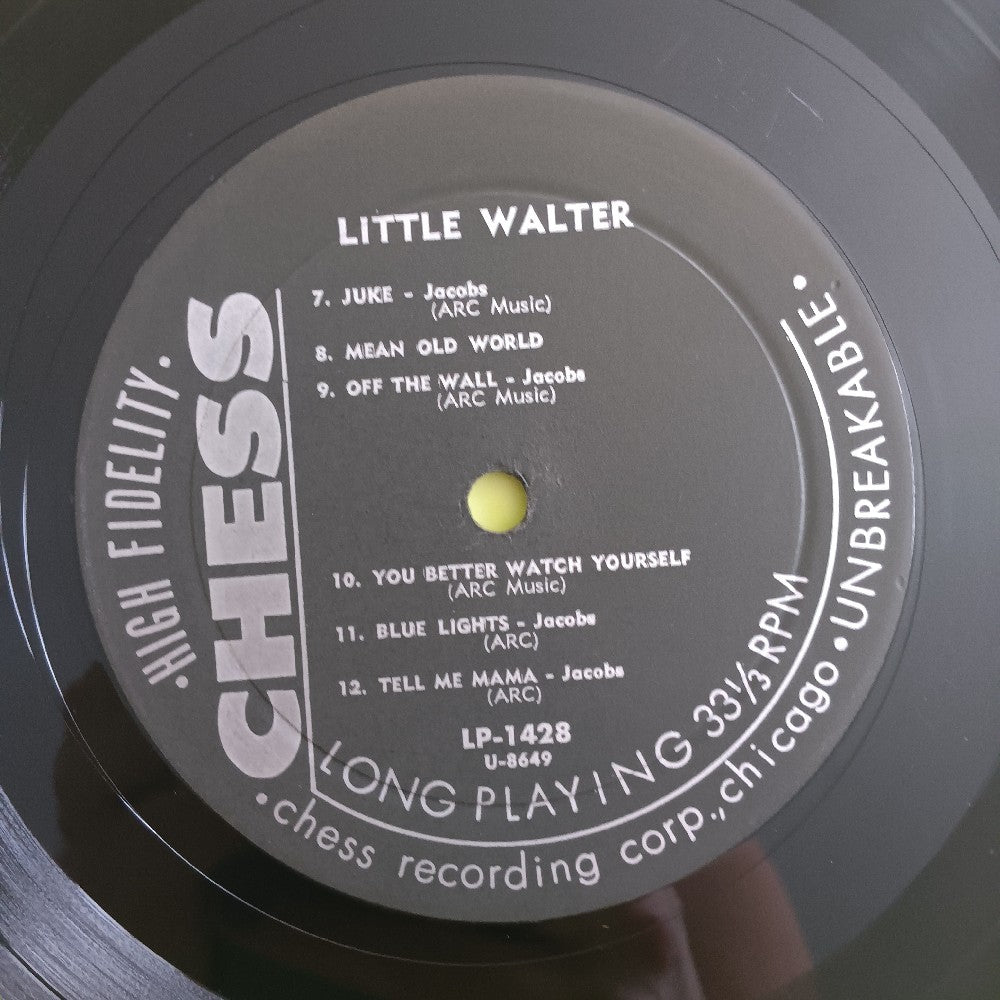 LITTLE WALTER
7. JUKE - Jacobs
(ARC Music)
8. MEAN OLD WORLD
9. OFF THE WALL - Jacobs
(ARC Music)
10. YOU BETTER WATCH YOURSELF
(ARC Music)
11. BLUE LIGHTS - Jacobs
(ARC)
12. TELL ME MAMA - Jacobs
(ARC)
LP-1428
U-8649
CHESS
LONG PLAYING 33⅓ RPM
•HIGH FIDELITY•
•chess recording corp., chicago•UNBREAKABLE•